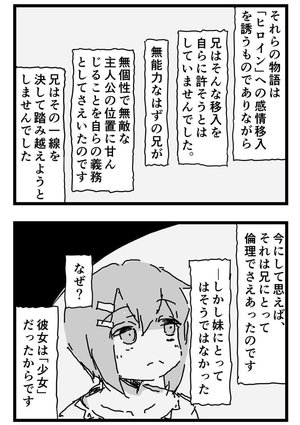 それらの物語は
「ヒロイン」への感情移入
を誘うものでありながら
兄はそんな移入を
自らに許そうとは
していませんでした。
無能力なはずの兄が
無個性で無敵な
主人公の位置に甘ん
じることを自らの義務
としてさえいたのです
兄はその一線を
決して踏み越えようと
しませんでした
今にして思えば、
それは兄にとって
倫理でさえあったのです
―しかし妹にとって
はそうではなかった
なぜ？
彼女は「少女」
だったからです